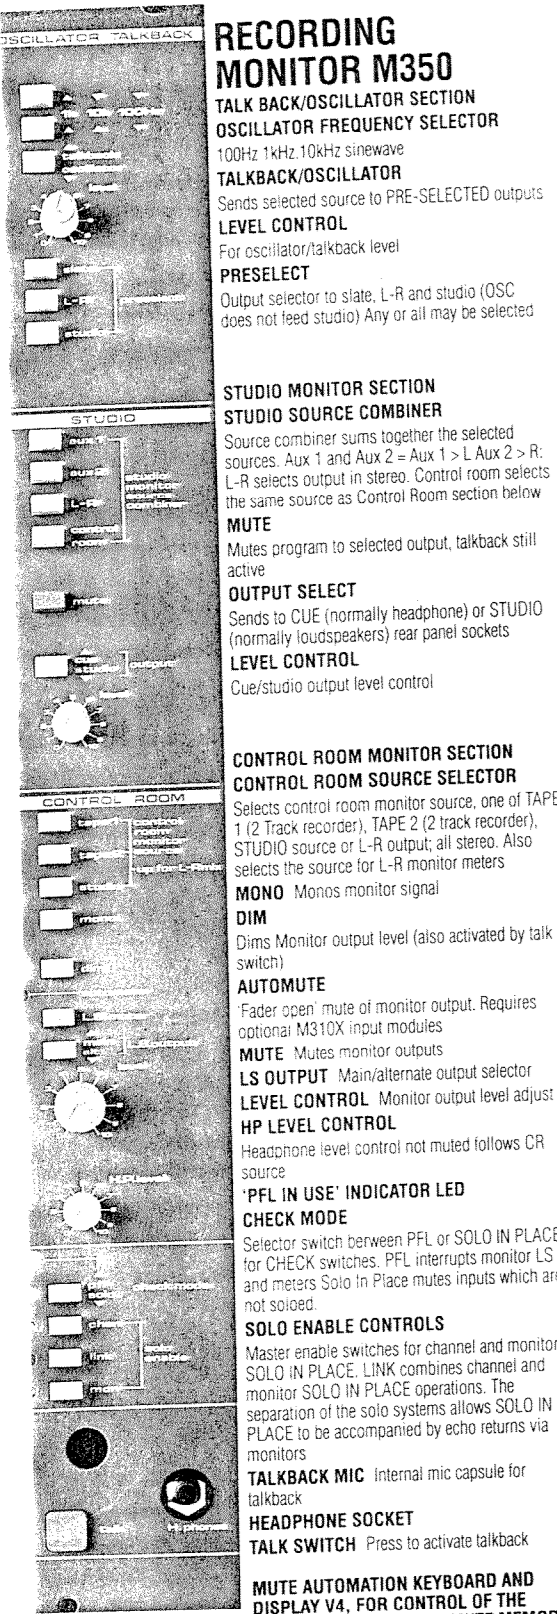 OSCILLATOR TALKBACK
RECORDING
MONITOR M350
TALK BACK/OSCILLATOR SECTION
OSCILLATOR FREQUENCY SELECTOR
100Hz 1kHz.10kHz sinewave
TALKBACK/OSCILLATOR
Sends selected source to PRE-SELECTED outputs
LEVEL CONTROL
For oscillator/talkback level
PRESELECT
Output selector to slate, L-R and studio (OSC
does not feed studio) Any or all may be selected
STUDIO
aux 1
aux 2
L-R
control
room
mute
output
STUDIO MONITOR SECTION
STUDIO SOURCE COMBINER
Source combiner sums together the selected
sources. Aux 1 and Aux 2 = Aux 1 > L Aux 2 > R:
L-R selects output in stereo. Control room selects
the same source as Control Room section below
MUTE
Mutes program to selected output, talkback still
active
OUTPUT SELECT
Sends to CUE (normally headphone) or STUDIO
(normally loudspeakers) rear panel sockets
LEVEL CONTROL
Cue/studio output level control
CONTROL ROOM
CONTROL ROOM MONITOR SECTION
CONTROL ROOM SOURCE SELECTOR
Selects control room monitor source, one of TAPE
1 (2 Track recorder), TAPE 2 (2 track recorder),
STUDIO source or L-R output; all stereo. Also
selects the source for L-R monitor meters
MONO Monos monitor signal
DIM
Dims Monitor output level (also activated by talk
switch)
AUTOMUTE
'Fader open' mute of monitor output. Requires
optional M310X input modules
MUTE Mutes monitor outputs
LS OUTPUT Main/alternate output selector
LEVEL CONTROL Monitor output level adjust
HP LEVEL CONTROL
Headphone level control not muted follows CR
source
'PFL IN USE' INDICATOR LED
CHECK MODE
Selector switch berween PFL or SOLO IN PLACE
for CHECK switches. PFL interrupts monitor LS
and meters Solo In Place mutes inputs which are
not soloed.
SOLO ENABLE CONTROLS
Master enable switches for channel and monitor
SOLO IN PLACE. LINK combines channel and
monitor SOLO IN PLACE operations. The
separation of the solo systems allows SOLO IN
PLACE to be accompanied by echo returns via
monitors
TALKBACK MIC Internal mic capsule for
talkback
HEADPHONE SOCKET
TALK SWITCH Press to activate talkback
MUTE AUTOMATION KEYBOARD AND
DISPLAY V4, FOR CONTROL OF THE